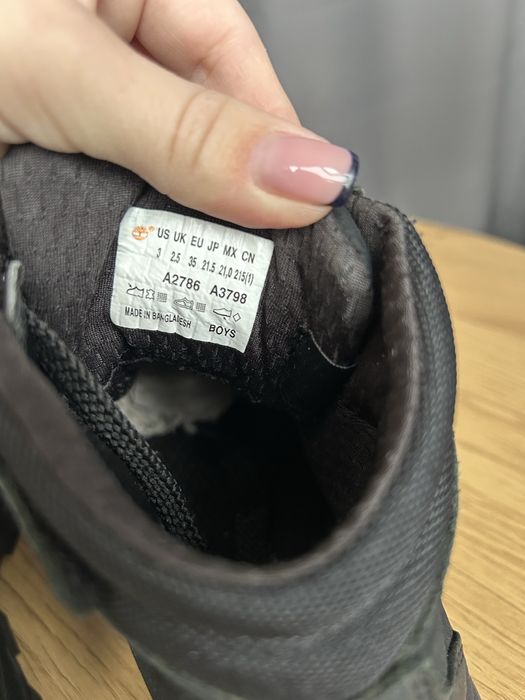 US UK EU JP MX CN
3 2.5 35 21.5 21,0 215(1)
A2786 A3798
MADE IN BANGLADESH BOYS